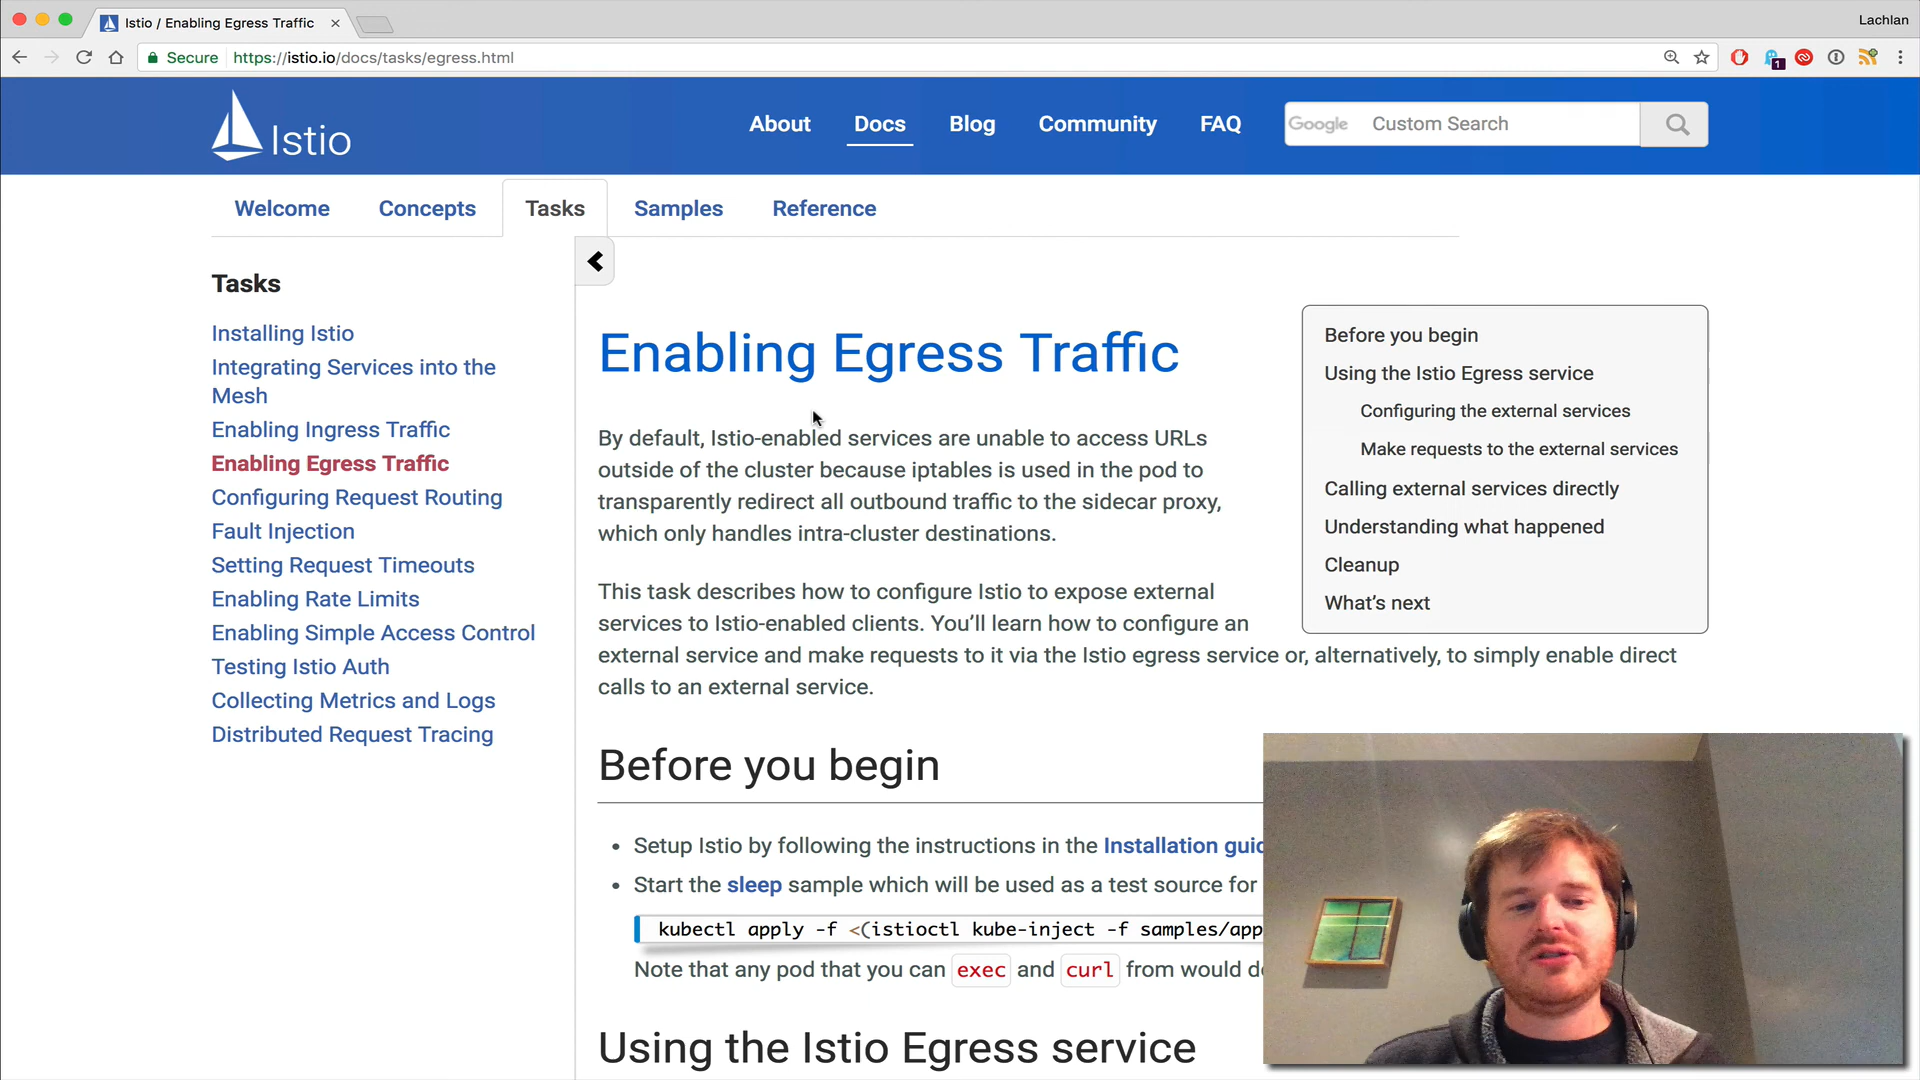 Istio / Enabling Egress Traffic
Lachlan
Secure https://istio.io/docs/tasks/egress.html
1
Istio
About Docs Blog Community FAQ
Google Custom Search
Welcome Concepts Tasks Samples Reference
Tasks
Installing Istio
Integrating Services into the
Mesh
Enabling Ingress Traffic
Enabling Egress Traffic
Configuring Request Routing
Fault Injection
Setting Request Timeouts
Enabling Rate Limits
Enabling Simple Access Control
Testing Istio Auth
Collecting Metrics and Logs
Distributed Request Tracing
Enabling Egress Traffic
By default, Istio-enabled services are unable to access URLs
outside of the cluster because iptables is used in the pod to
transparently redirect all outbound traffic to the sidecar proxy,
which only handles intra-cluster destinations.
This task describes how to configure Istio to expose external
services to Istio-enabled clients. You’ll learn how to configure an
external service and make requests to it via the Istio egress service or, alternatively, to simply enable direct
calls to an external service.
Before you begin
Using the Istio Egress service
Configuring the external services
Make requests to the external services
Calling external services directly
Understanding what happened
Cleanup
What’s next
Before you begin
Setup Istio by following the instructions in the Installation
Start the sleep sample which will be used as a test source for
kubectl apply -f <(istioctl kube-inject -f samples/app
Note that any pod that you can exec and curl from would
Using the Istio Egress service